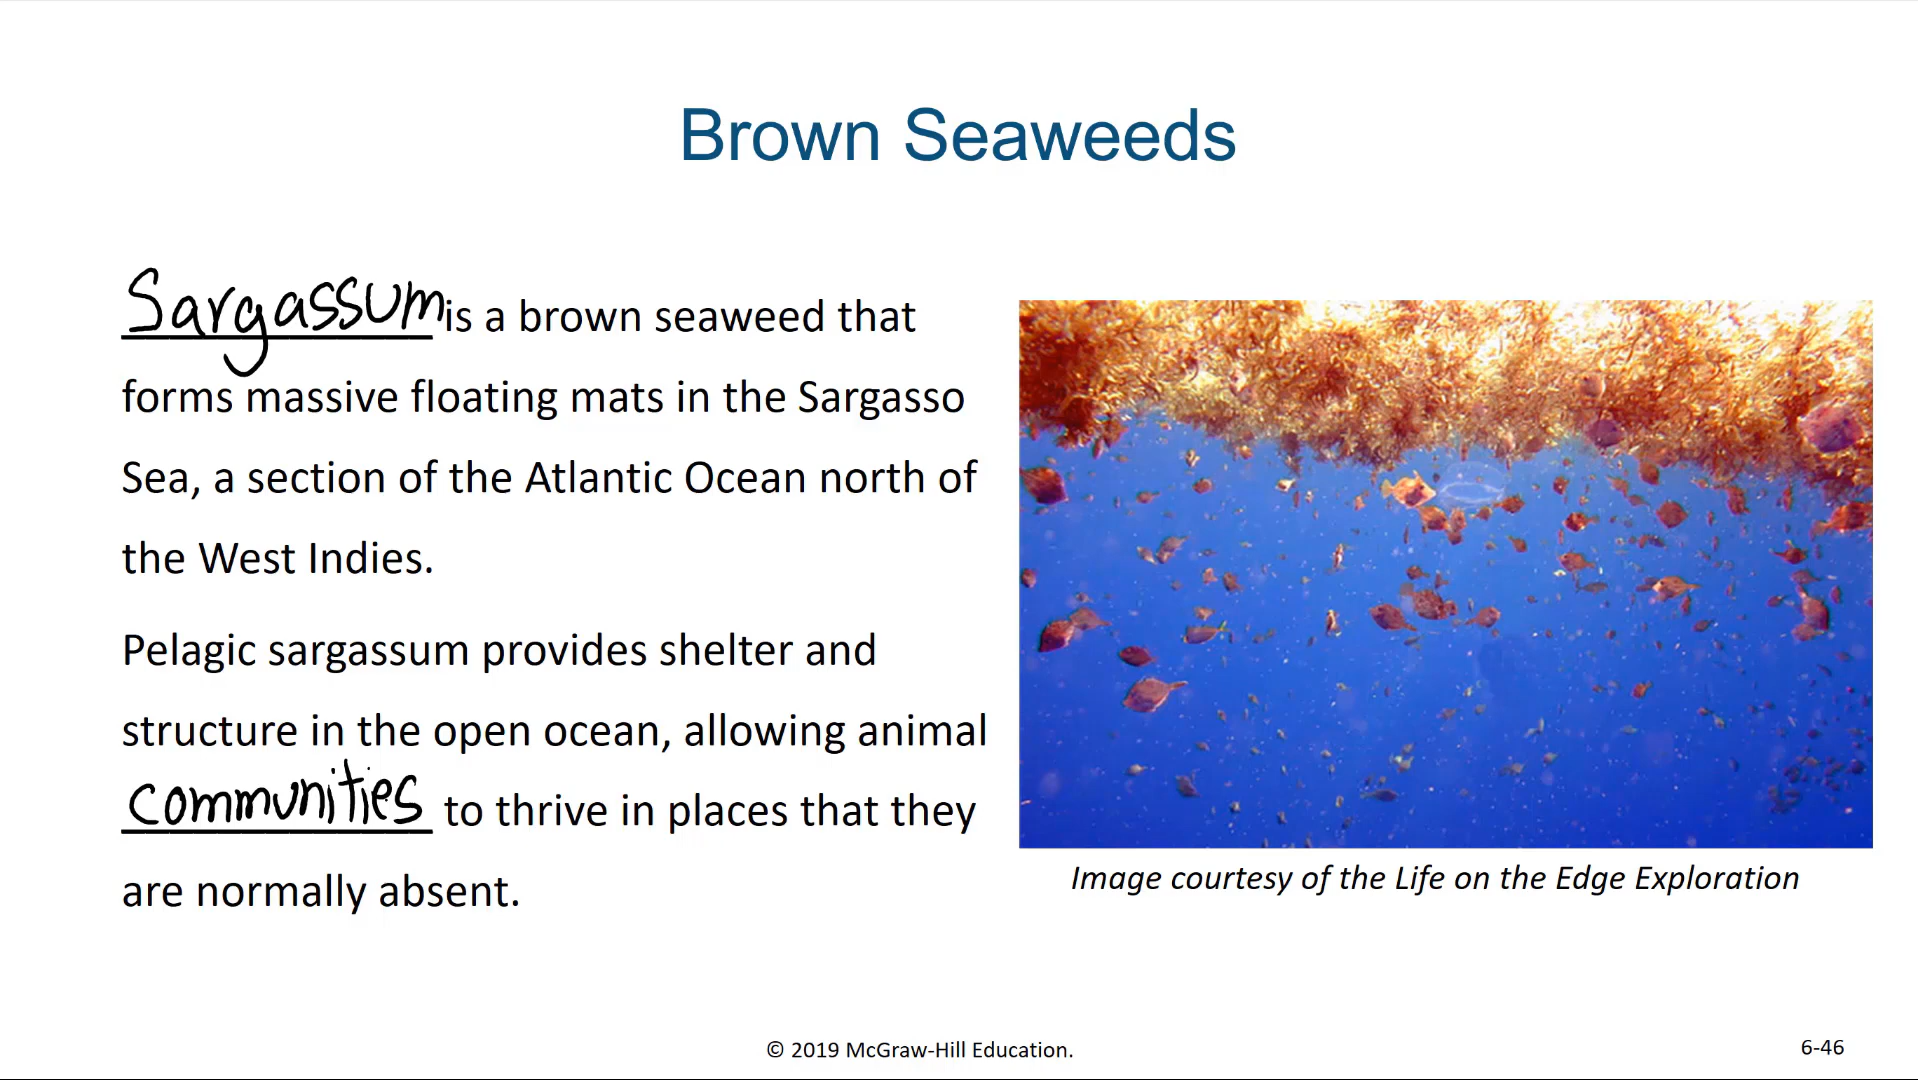 Brown Seaweeds
Sargassum is a brown seaweed that
forms massive floating mats in the Sargasso
Sea, a section of the Atlantic Ocean north of
the West Indies.
Pelagic sargassum provides shelter and
structure in the open ocean, allowing animal
communities to thrive in places that they
are normally absent.
Image courtesy of the Life on the Edge Exploration
© 2019 McGraw-Hill Education.
6-46